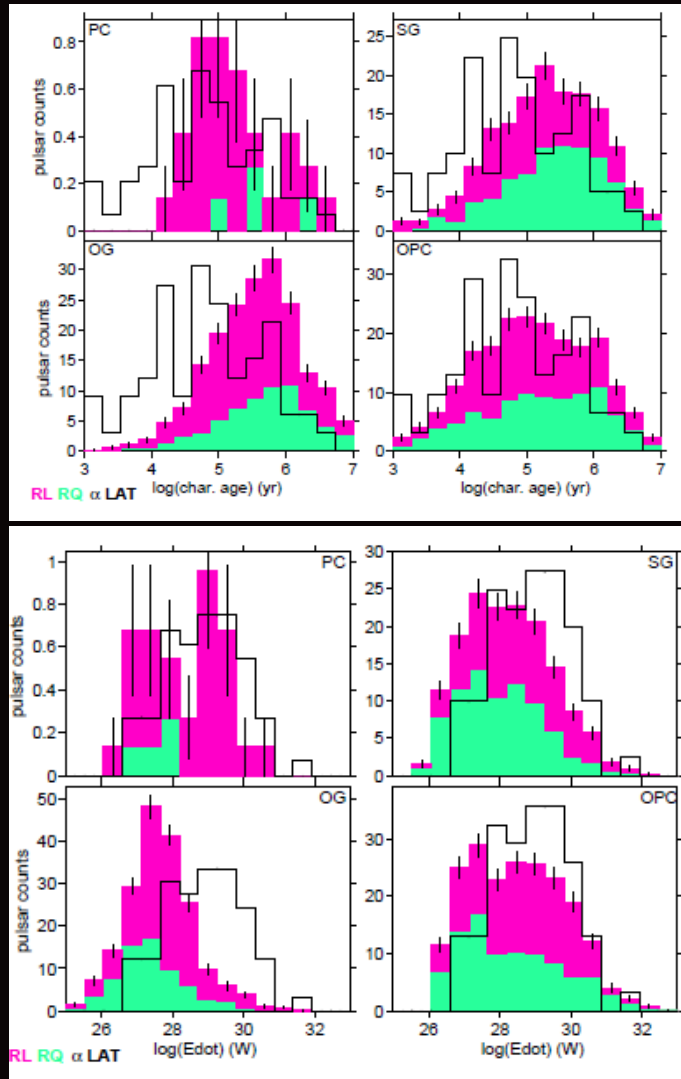 PC
SG
pulsar counts
0.8
0.6
0.4
0.2
0
25
20
15
10
5
0
OG
OPC
pulsar counts
30
25
20
15
10
5
0
30
20
10
0
3 4 5 6 7
3 4 5 6 7
log(char. age) (yr)
log(char. age) (yr)
RL RQ α LAT
PC
SG
pulsar counts
1
0.8
0.6
0.4
0.2
0
30
25
20
15
10
5
0
OG
OPC
pulsar counts
50
40
30
20
10
0
30
20
10
0
26 28 30 32
26 28 30 32
log(Edot) (W)
log(Edot) (W)
RL RQ α LAT